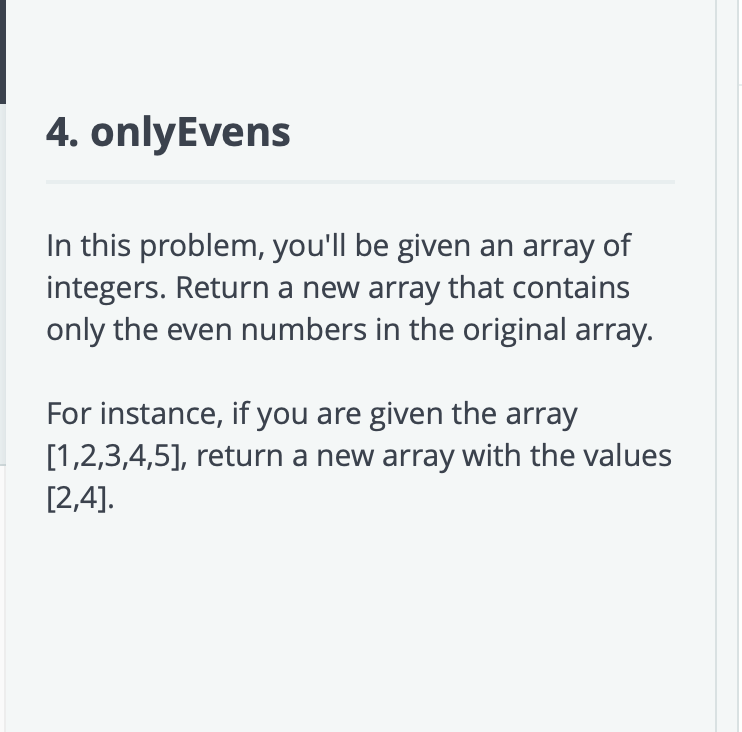 4. onlyEvens
In this problem, you'll be given an array of
integers. Return a new array that contains
only the even numbers in the original array.
For instance, if you are given the array
[1,2,3,4,5], return a new array with the values
[2,4].